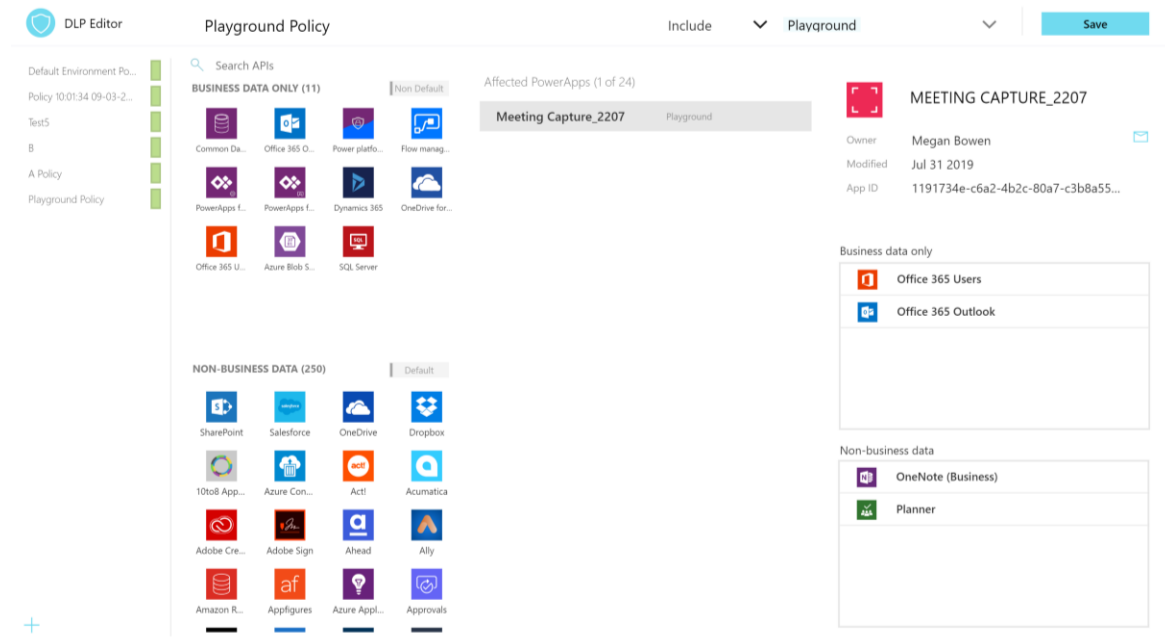 DLP Editor
Playground Policy
Include
Playground
Save
Default Environment Po...
Policy 10:01:34 09-03-2...
Test5
B
A Policy
Playground Policy
Search APIs
BUSINESS DATA ONLY (11)
Non Default
Common Da...
Office 365 O...
Power platfo...
Flow manag...
PowerApps f...
PowerApps f...
Dynamics 365
OneDrive for...
Office 365 U...
Azure Blob S...
SQL Server
NON-BUSINESS DATA (250)
Default
SharePoint
Salesforce
OneDrive
Dropbox
10to8 App...
Azure Con...
Act!
Acumatica
Adobe Cre...
Adobe Sign
Ahead
Ally
Amazon R...
Appfigures
Azure Appl...
Approvals
Affected PowerApps (1 of 24)
Meeting Capture_2207
Playground
MEETING CAPTURE_2207
Owner
Megan Bowen
Modified
Jul 31 2019
App ID
1191734e-c6a2-4b2c-80a7-c3b8a55...
Business data only
Office 365 Users
Office 365 Outlook
Non-business data
OneNote (Business)
Planner